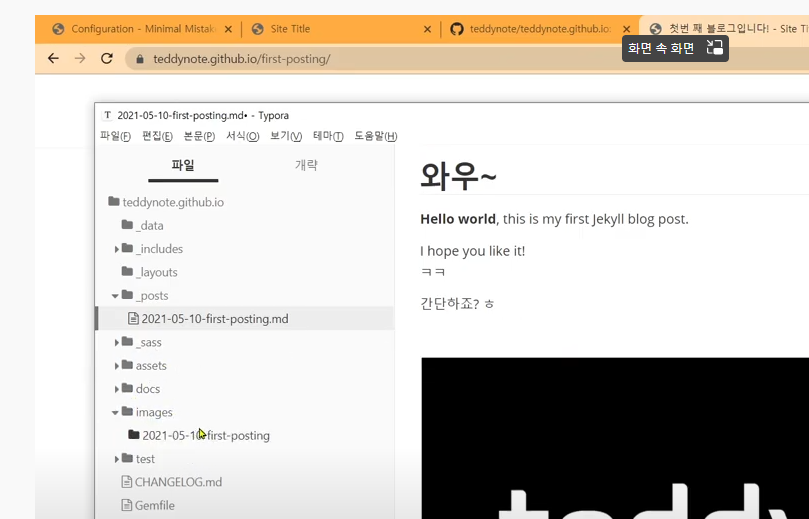 Configuration - Minimal Mistak
Site Title
teddynote/teddynote.github.io:
첫번 째 블로그입니다! - Site Ti
화면 속 화면
teddynote.github.io/first-posting/
2021-05-10-first-posting.md• - Typora
파일(F) 편집(E) 본문(P) 서식(O) 보기(V) 테마(T) 도움말(H)
파일 개략
teddynote.github.io
_data
_includes
_layouts
_posts
2021-05-10-first-posting.md
_sass
assets
docs
images
2021-05-10-first-posting
test
CHANGELOG.md
Gemfile
와우~
Hello world, this is my first Jekyll blog post.
I hope you like it!
ㅋㅋ
간단하죠? ㅎ
teddy